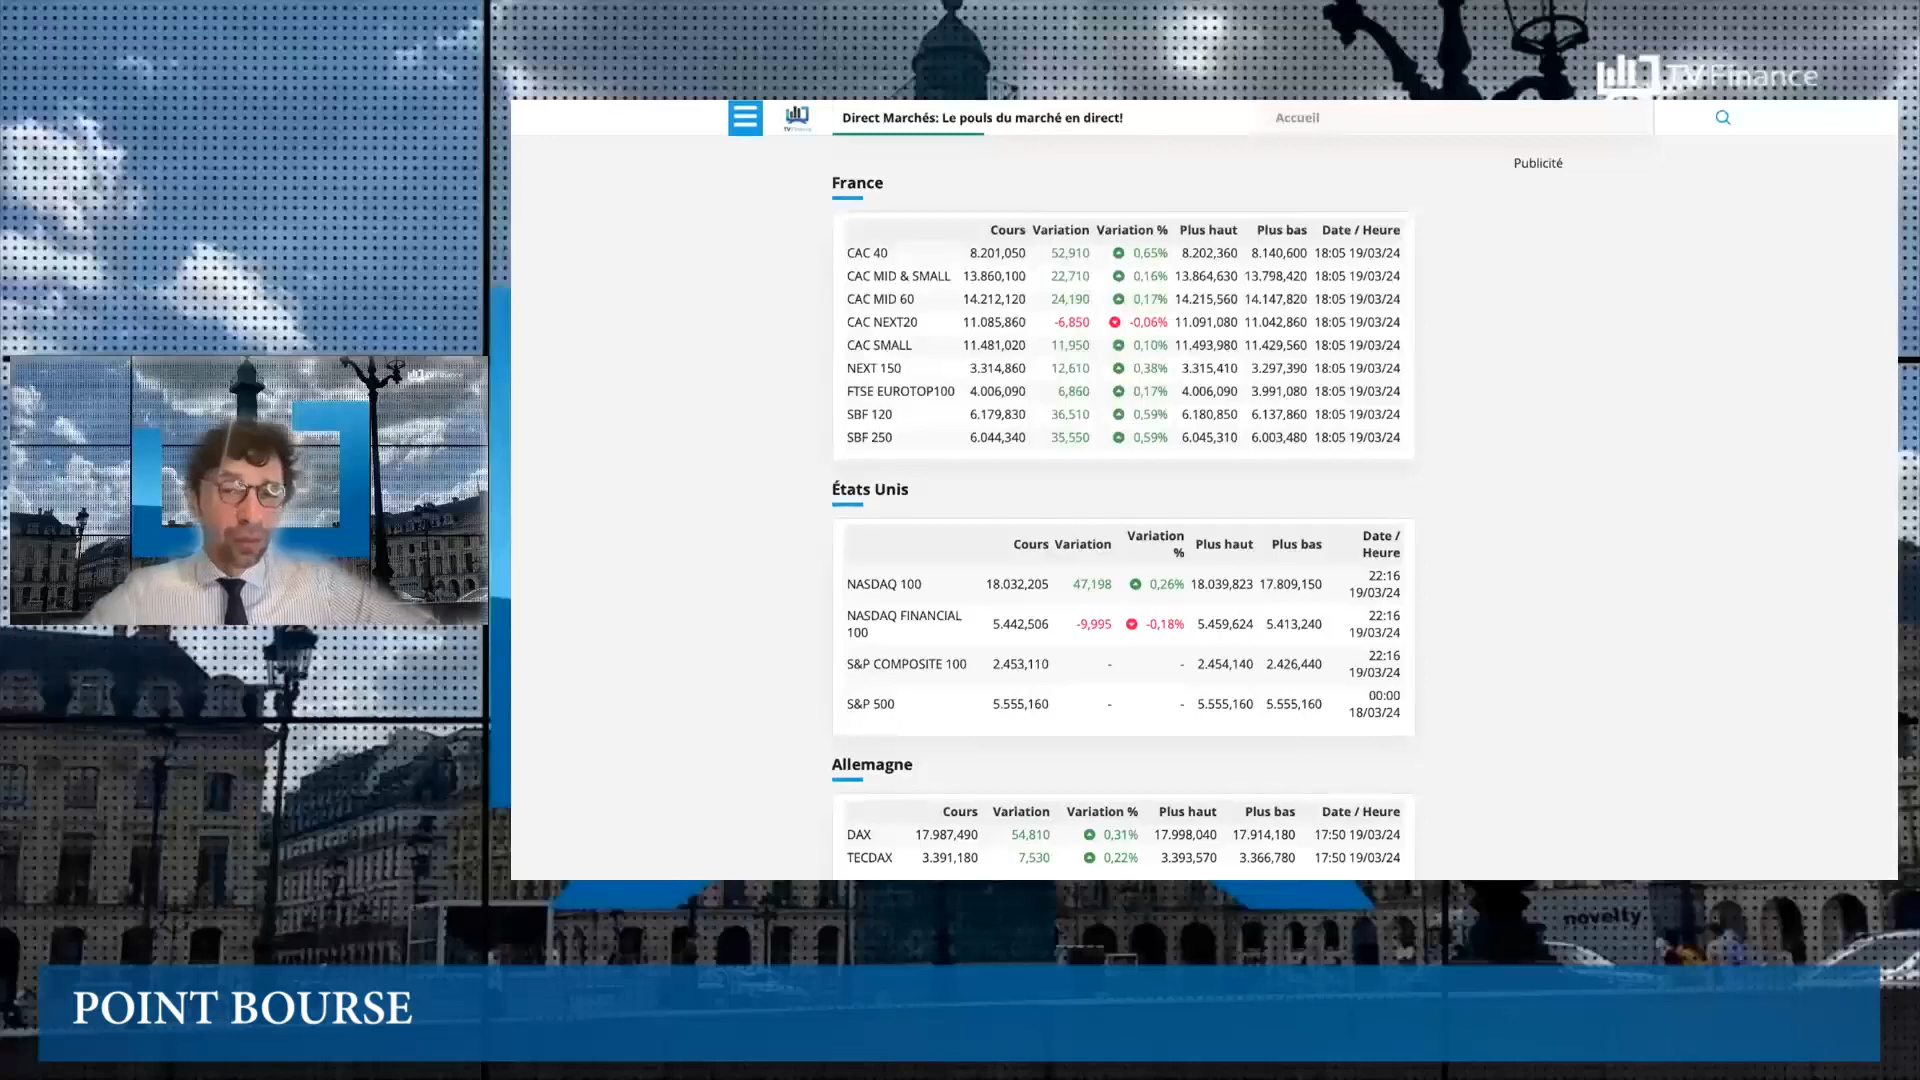 TVFinance
Direct Marchés: Le pouls du marché en direct!
Accueil
Publicité
France
Cours Variation Variation % Plus haut Plus bas Date / Heure
CAC 40 8.201,050 52,910 0,65% 8.202,360 8.140,600 18:05 19/03/24
CAC MID & SMALL 13.860,100 22,710 0,16% 13.864,630 13.798,420 18:05 19/03/24
CAC MID 60 14.212,120 24,190 0,17% 14.215,560 14.147,820 18:05 19/03/24
CAC NEXT20 11.085,860 -6,850 -0,06% 11.091,080 11.042,860 18:05 19/03/24
CAC SMALL 11.481,020 11,950 0,10% 11.493,980 11.429,560 18:05 19/03/24
NEXT 150 3.314,860 12,610 0,38% 3.315,410 3.297,390 18:05 19/03/24
FTSE EUROTOP100 4.006,090 6,860 0,17% 4.006,090 3.991,080 18:05 19/03/24
SBF 120 6.179,830 36,510 0,59% 6.180,850 6.137,860 18:05 19/03/24
SBF 250 6.044,340 35,550 0,59% 6.045,310 6.003,480 18:05 19/03/24
États Unis
Cours Variation Variation % Plus haut Plus bas Date / Heure
NASDAQ 100 18.032,205 47,198 0,26% 18.039,823 17.809,150 22:16 19/03/24
NASDAQ FINANCIAL 100 5.442,506 -9,995 -0,18% 5.459,624 5.413,240 22:16 19/03/24
S&P COMPOSITE 100 2.453,110 - - 2.454,140 2.426,440 22:16 19/03/24
S&P 500 5.555,160 - - 5.555,160 5.555,160 00:00 18/03/24
Allemagne
Cours Variation Variation % Plus haut Plus bas Date / Heure
DAX 17.987,490 54,810 0,31% 17.998,040 17.914,180 17:50 19/03/24
TECDAX 3.391,180 7,530 0,22% 3.393,570 3.366,780 17:50 19/03/24
novelty
POINT BOURSE